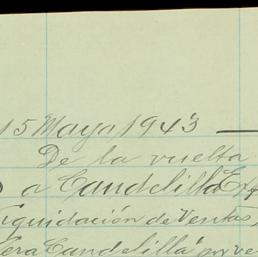 15 Mayo 1943
De la vuelta
a Candelilla
Liquidación de Ventas,
Candelilla